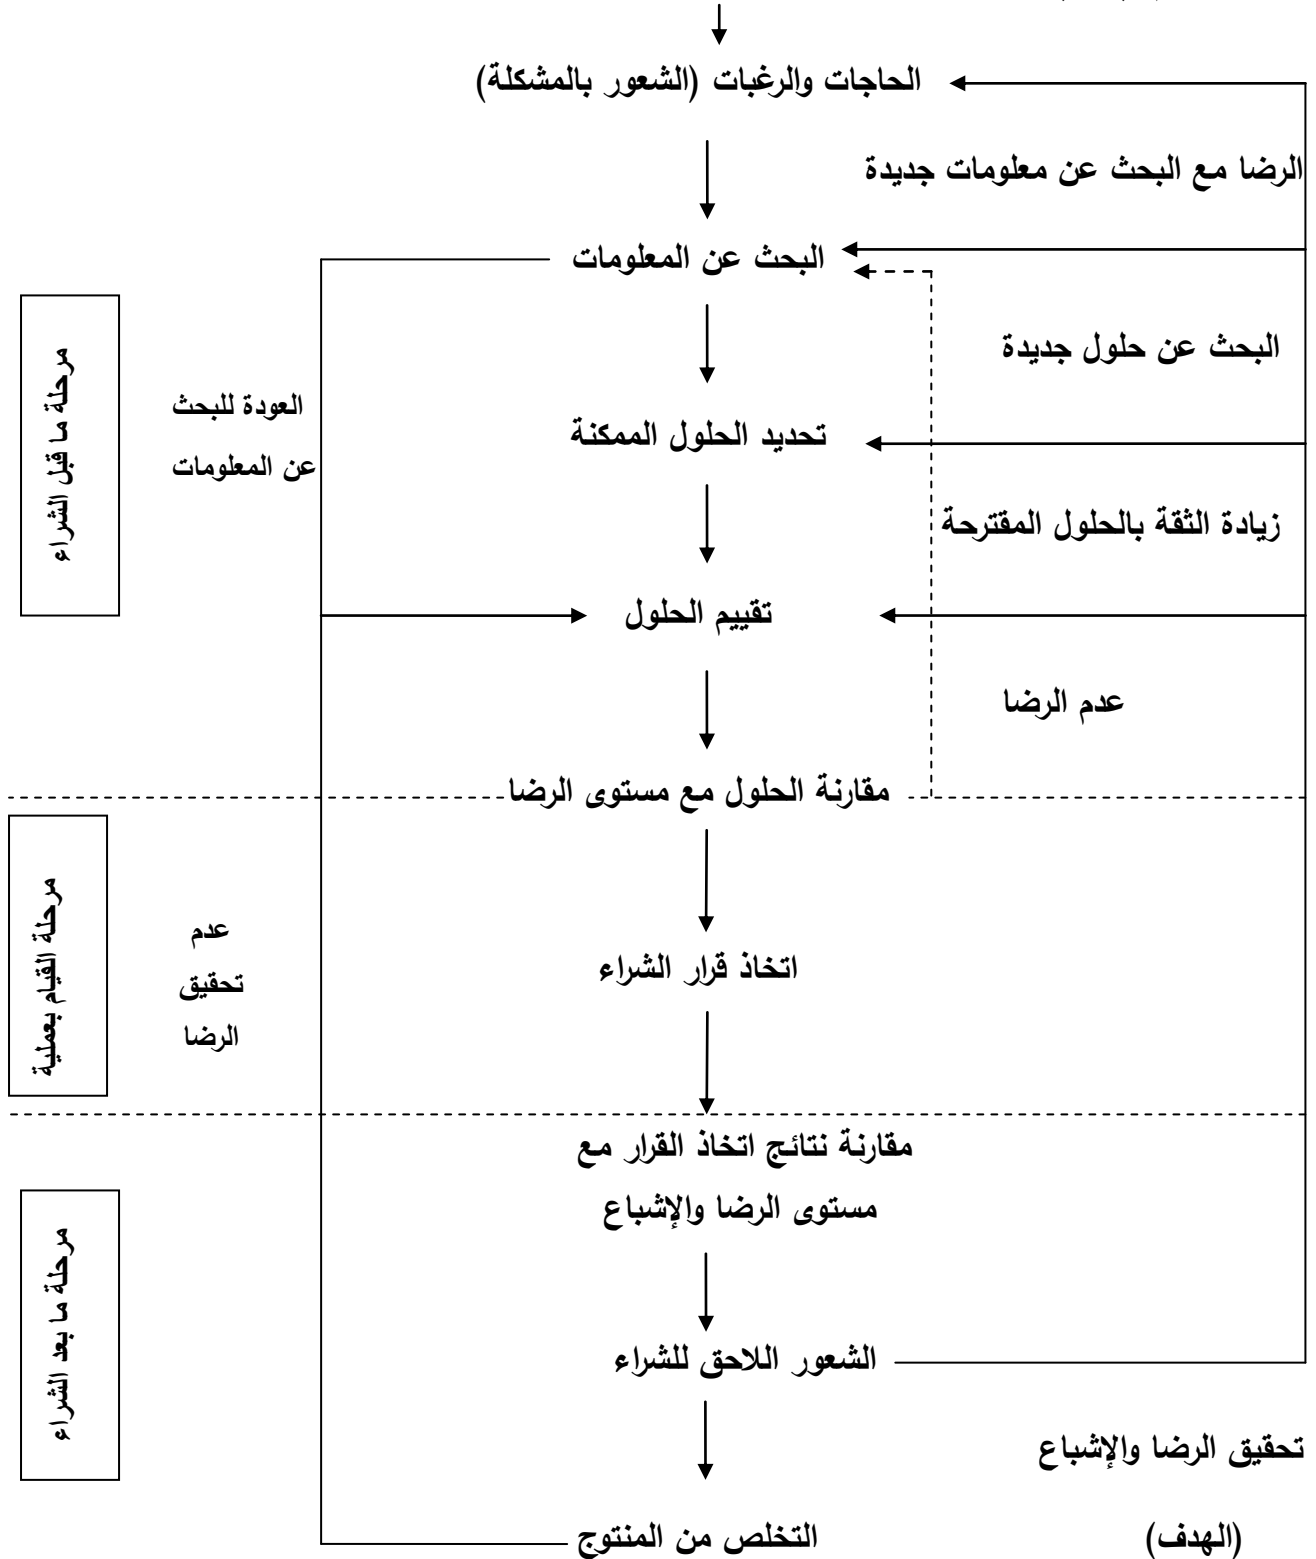 الحاجات والرغبات (الشعور بالمشكلة)
الرضا مع البحث عن معلومات جديدة
البحث عن المعلومات
البحث عن حلول جديدة
مرحلة ما قبل الشراء
العودة للبحث
عن المعلومات
تحديد الحلول الممكنة
زيادة الثقة بالحلول المقترحة
تقييم الحلول
عدم الرضا
مقارنة الحلول مع مستوى الرضا
مرحلة القيام بعملية
عدم
تحقيق
الرضا
اتخاذ قرار الشراء
مقارنة نتائج اتخاذ القرار مع
مستوى الرضا والإشباع
مرحلة ما بعد الشراء
الشعور اللاحق للشراء
تحقيق الرضا والإشباع
(الهدف)
التخلص من المنتوج